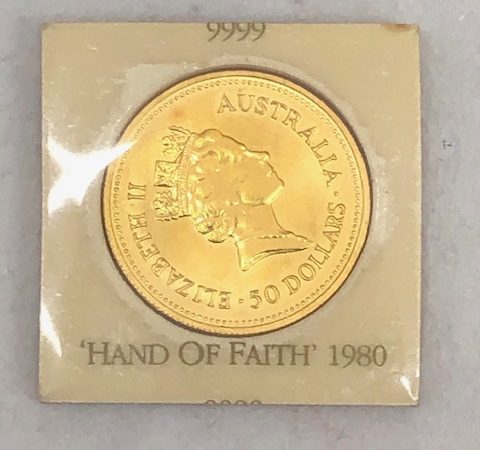 9999
ELIZABETH II
AUSTRALIA · 50 DOLLARS
'HAND OF FAITH' 1980